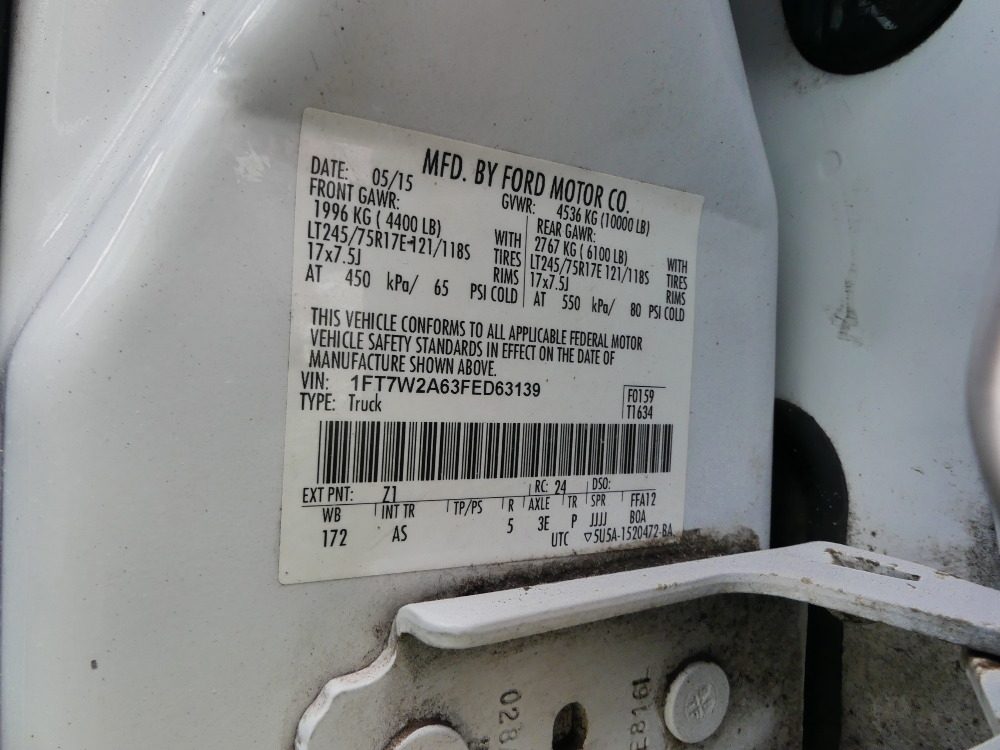 MFD. BY FORD MOTOR CO.
DATE: 05/15 GVWR: 4536 KG (10000 LB)
FRONT GAWR: REAR GAWR:
1996 KG ( 4400 LB) WITH 2767 KG ( 6100 LB) WITH
LT245/75R17E 121/118S TIRES LT245/75R17E 121/118S TIRES
17x7.5J RIMS 17x7.5J RIMS
AT 450 kPa/ 65 PSI COLD AT 550 kPa/ 80 PSI COLD
THIS VEHICLE CONFORMS TO ALL APPLICABLE FEDERAL MOTOR
VEHICLE SAFETY STANDARDS IN EFFECT ON THE DATE OF
MANUFACTURE SHOWN ABOVE.
VIN: 1FT7W2A63FED63139 F0159
TYPE: Truck T1634
EXT PNT: Z1 RC: 24 DSO:
WB INT TR TP/PS R AXLE TR SPR FFA12
172 AS 5 3E P JJJJ BOA
UTC ▽5U5A-1520472-BA
028
E8161